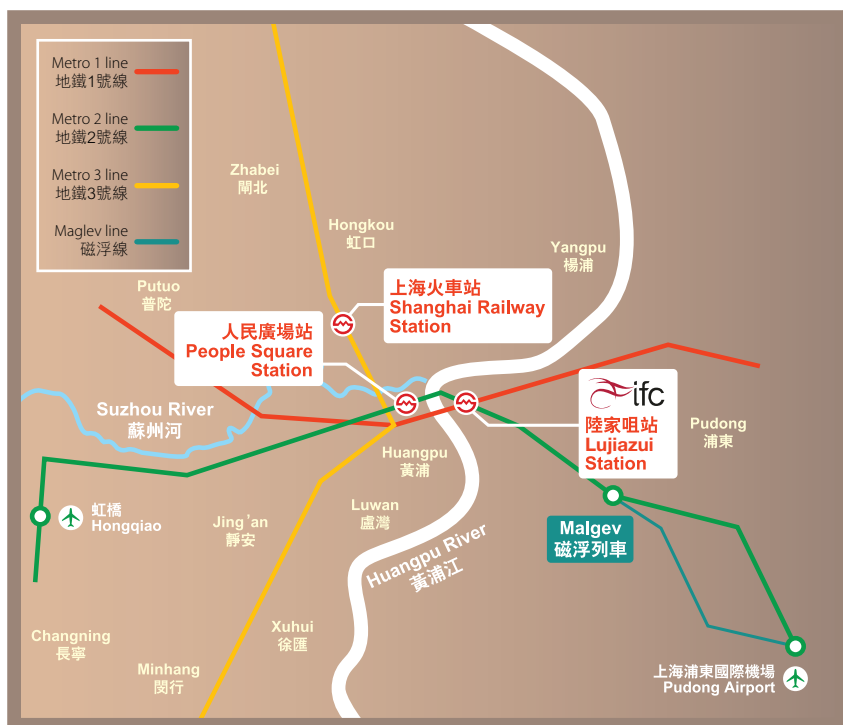 Metro 1 line
地鐵1號線
Metro 2 line
地鐵2號線
Metro 3 line
地鐵3號線
Maglev line
磁浮線
Zhabei
閘北
Hongkou
虹口
Yangpu
楊浦
Putuo
普陀
上海火車站
Shanghai Railway
Station
人民廣場站
People Square
Station
ifc
陸家咀站
Lujiazui
Station
Suzhou River
蘇州河
Pudong
浦東
Huangpu
黃浦
虹橋
Hongqiao
Jing'an
靜安
Luwan
盧灣
Huangpu River
黃浦江
Malgev
磁浮列車
Changning
長寧
Xuhui
徐匯
Minhang
閔行
上海浦東國際機場
Pudong Airport